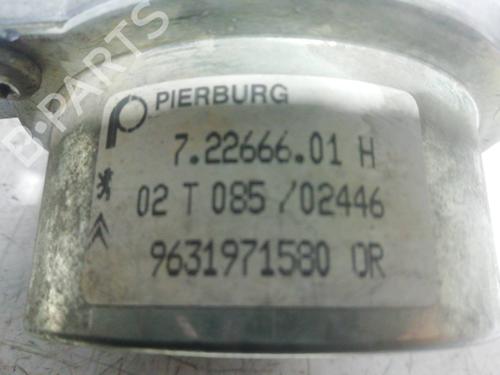 B-PARTS
PIERBURG
7.22666.01 H
02 T 085 /02446
9631971580 OR